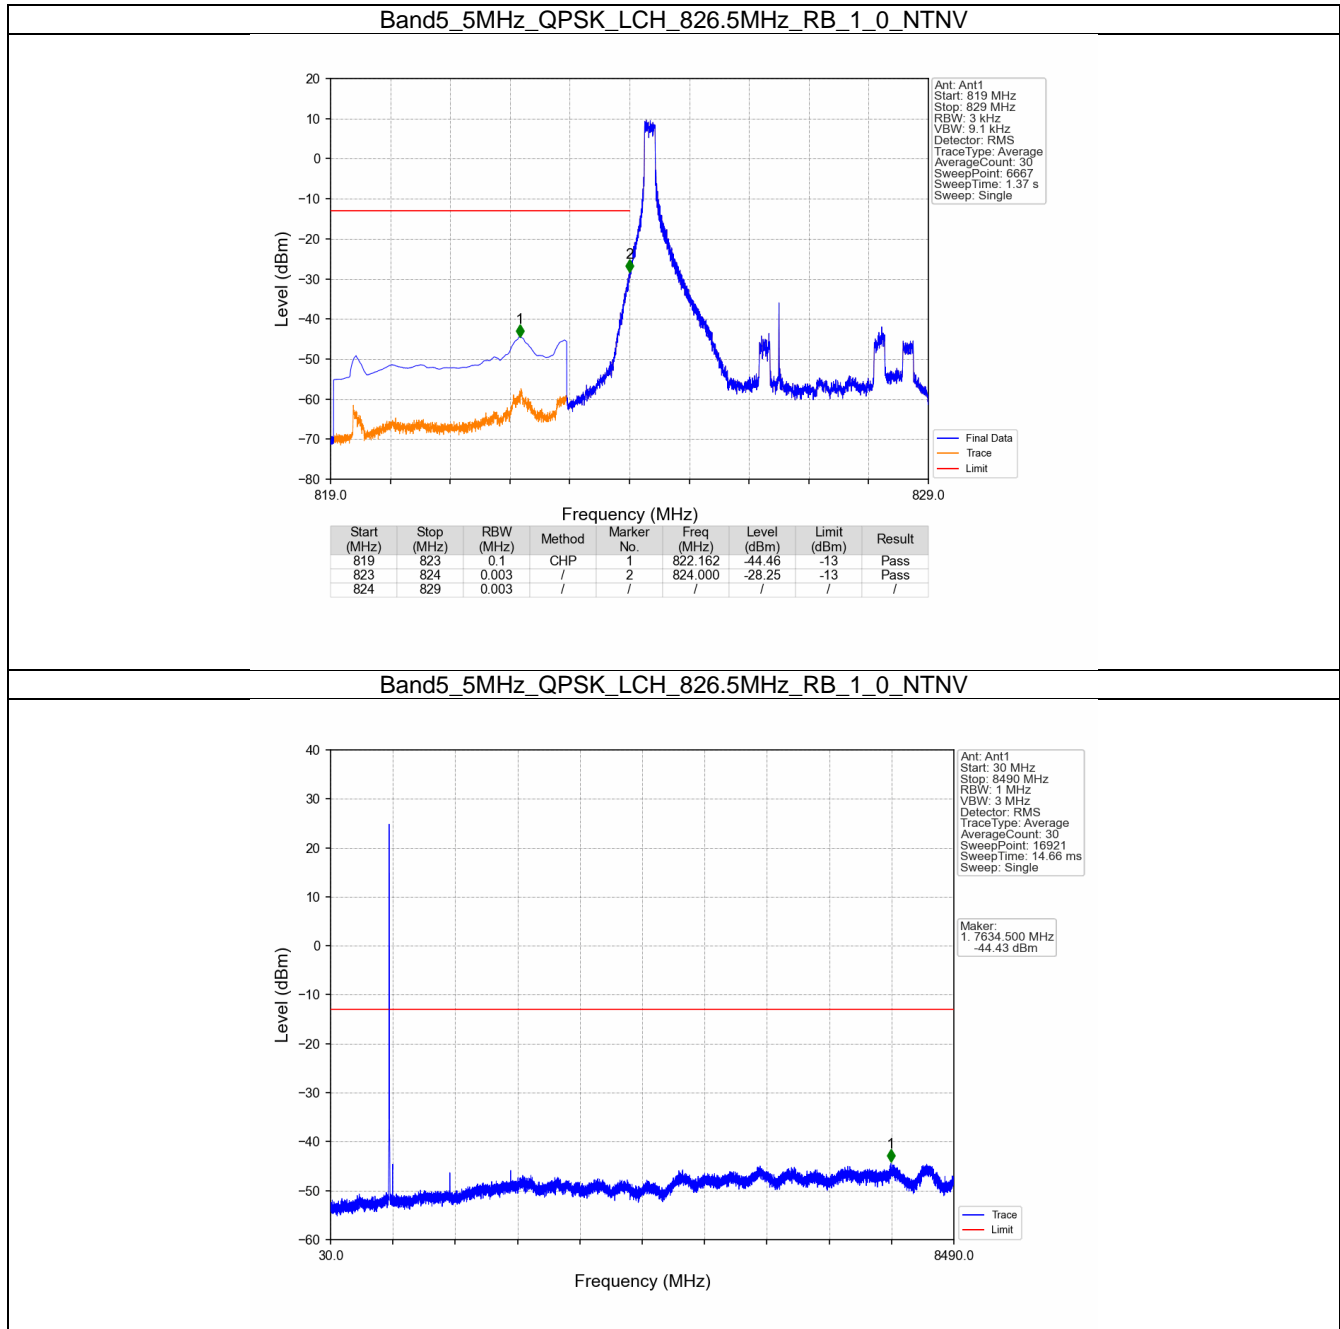 Band5_5MHz_QPSK_LCH_826.5MHz_RB_1_0_NTNV
20
10
0
−10
−20
−30
−40
−50
−60
−70
−80
Level (dBm)
1
2
819.0
829.0
Frequency (MHz)
Ant: Ant1
Start: 819 MHz
Stop: 829 MHz
RBW: 3 kHz
VBW: 9.1 kHz
Detector: RMS
TraceType: Average
AverageCount: 30
SweepPoint: 6667
SweepTime: 1.37 s
Sweep: Single
Final Data
Trace
Limit
Start (MHz) Stop (MHz) RBW (MHz) Method Marker No. Freq (MHz) Level (dBm) Limit (dBm) Result
819 823 0.1 CHP 1 822.162 -44.46 -13 Pass
823 824 0.003 / 2 824.000 -28.25 -13 Pass
824 829 0.003 / / / / / /
Band5_5MHz_QPSK_LCH_826.5MHz_RB_1_0_NTNV
40
30
20
10
0
−10
−20
−30
−40
−50
−60
Level (dBm)
1
30.0
8490.0
Frequency (MHz)
Ant: Ant1
Start: 30 MHz
Stop: 8490 MHz
RBW: 1 MHz
VBW: 3 MHz
Detector: RMS
TraceType: Average
AverageCount: 30
SweepPoint: 16921
SweepTime: 14.66 ms
Sweep: Single
Maker:
1. 7634.500 MHz
-44.43 dBm
Trace
Limit